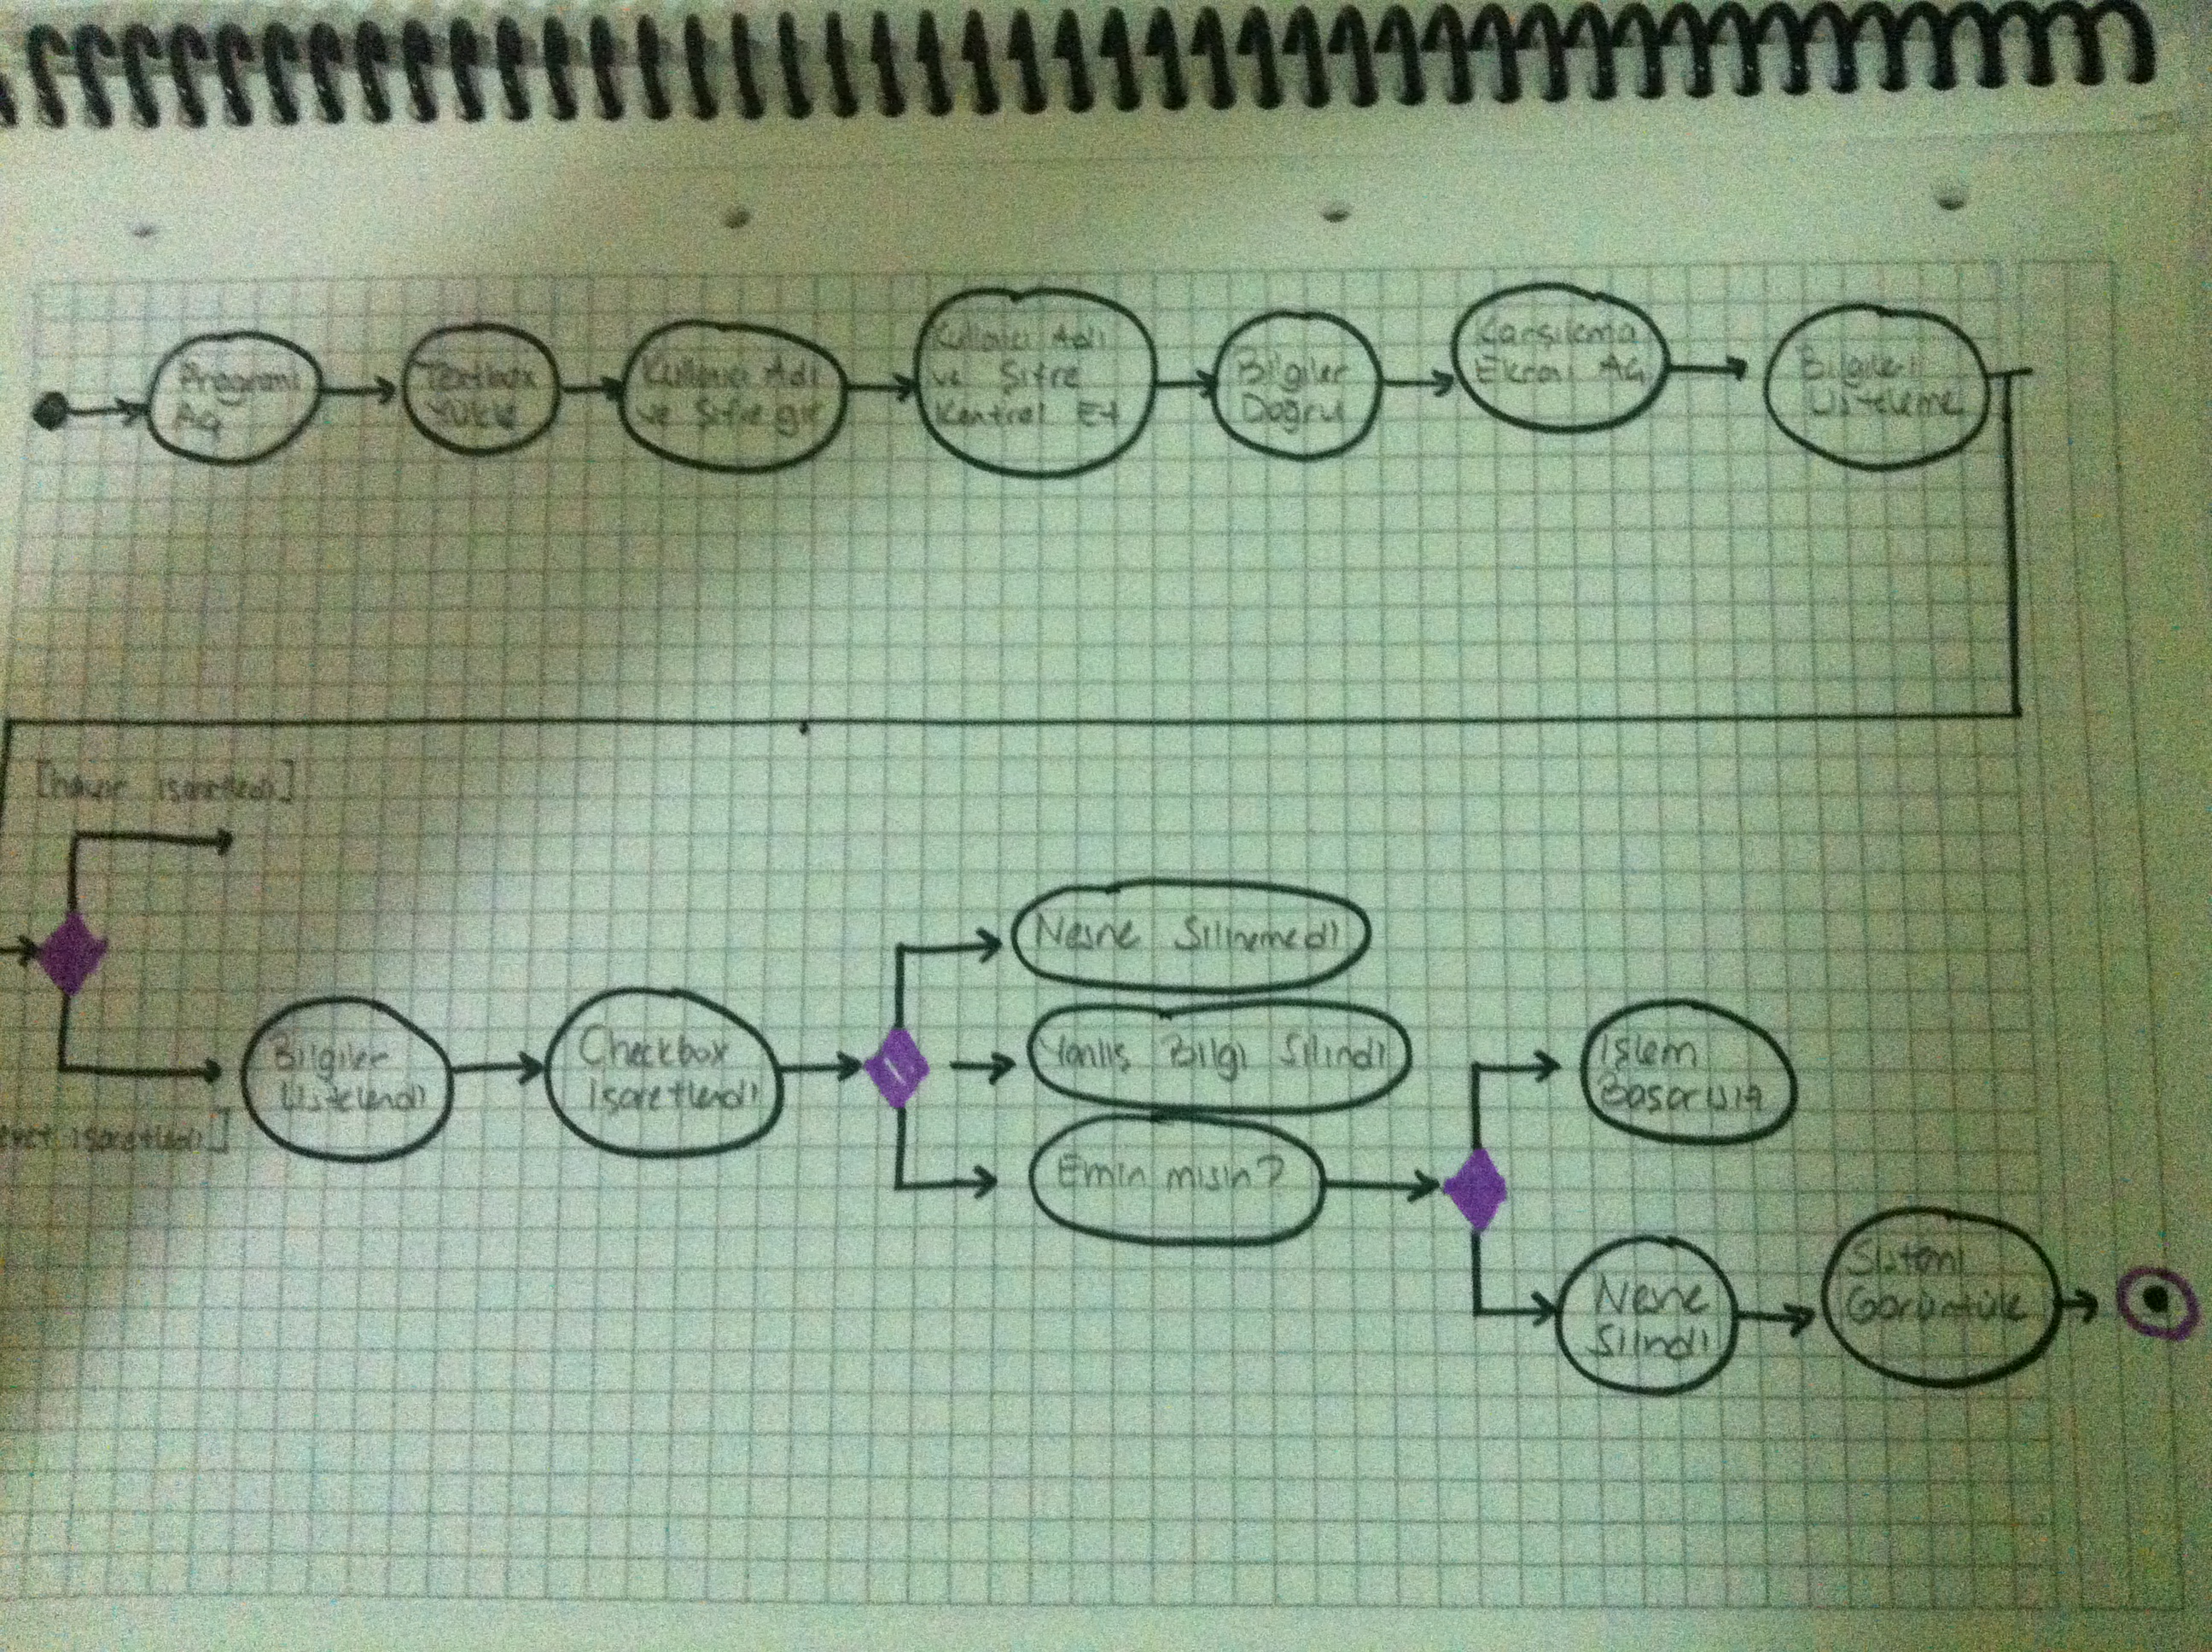 Programı
Aç
Textbox
Yükle
Kullanıcı Adı
ve Şifre gir
Kullanıcı Adı
ve Şifre
Kontrol Et
Bilgiler
Doğru
Karşılama
Ekranı Aç
Bilgileri
Listeleme
[hayır işaretledi]
Bilgiler
Listelendi
evet işaretledi]
Checkbox
İşaretlendi
Nesne Silinemedi
Yanlış Bilgi Silindi
Emin misin?
İşlem
Başarısız
Nesne
Silindi
Sistemi
Görüntüle